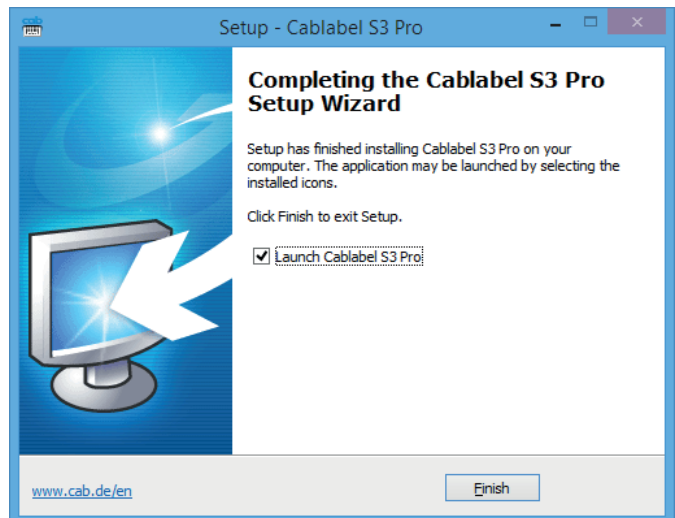 cab
Setup - Cablabel S3 Pro
Completing the Cablabel S3 Pro
Setup Wizard
Setup has finished installing Cablabel S3 Pro on your
computer. The application may be launched by selecting the
installed icons.
Click Finish to exit Setup.
Launch Cablabel S3 Pro
www.cab.de/en
Finish